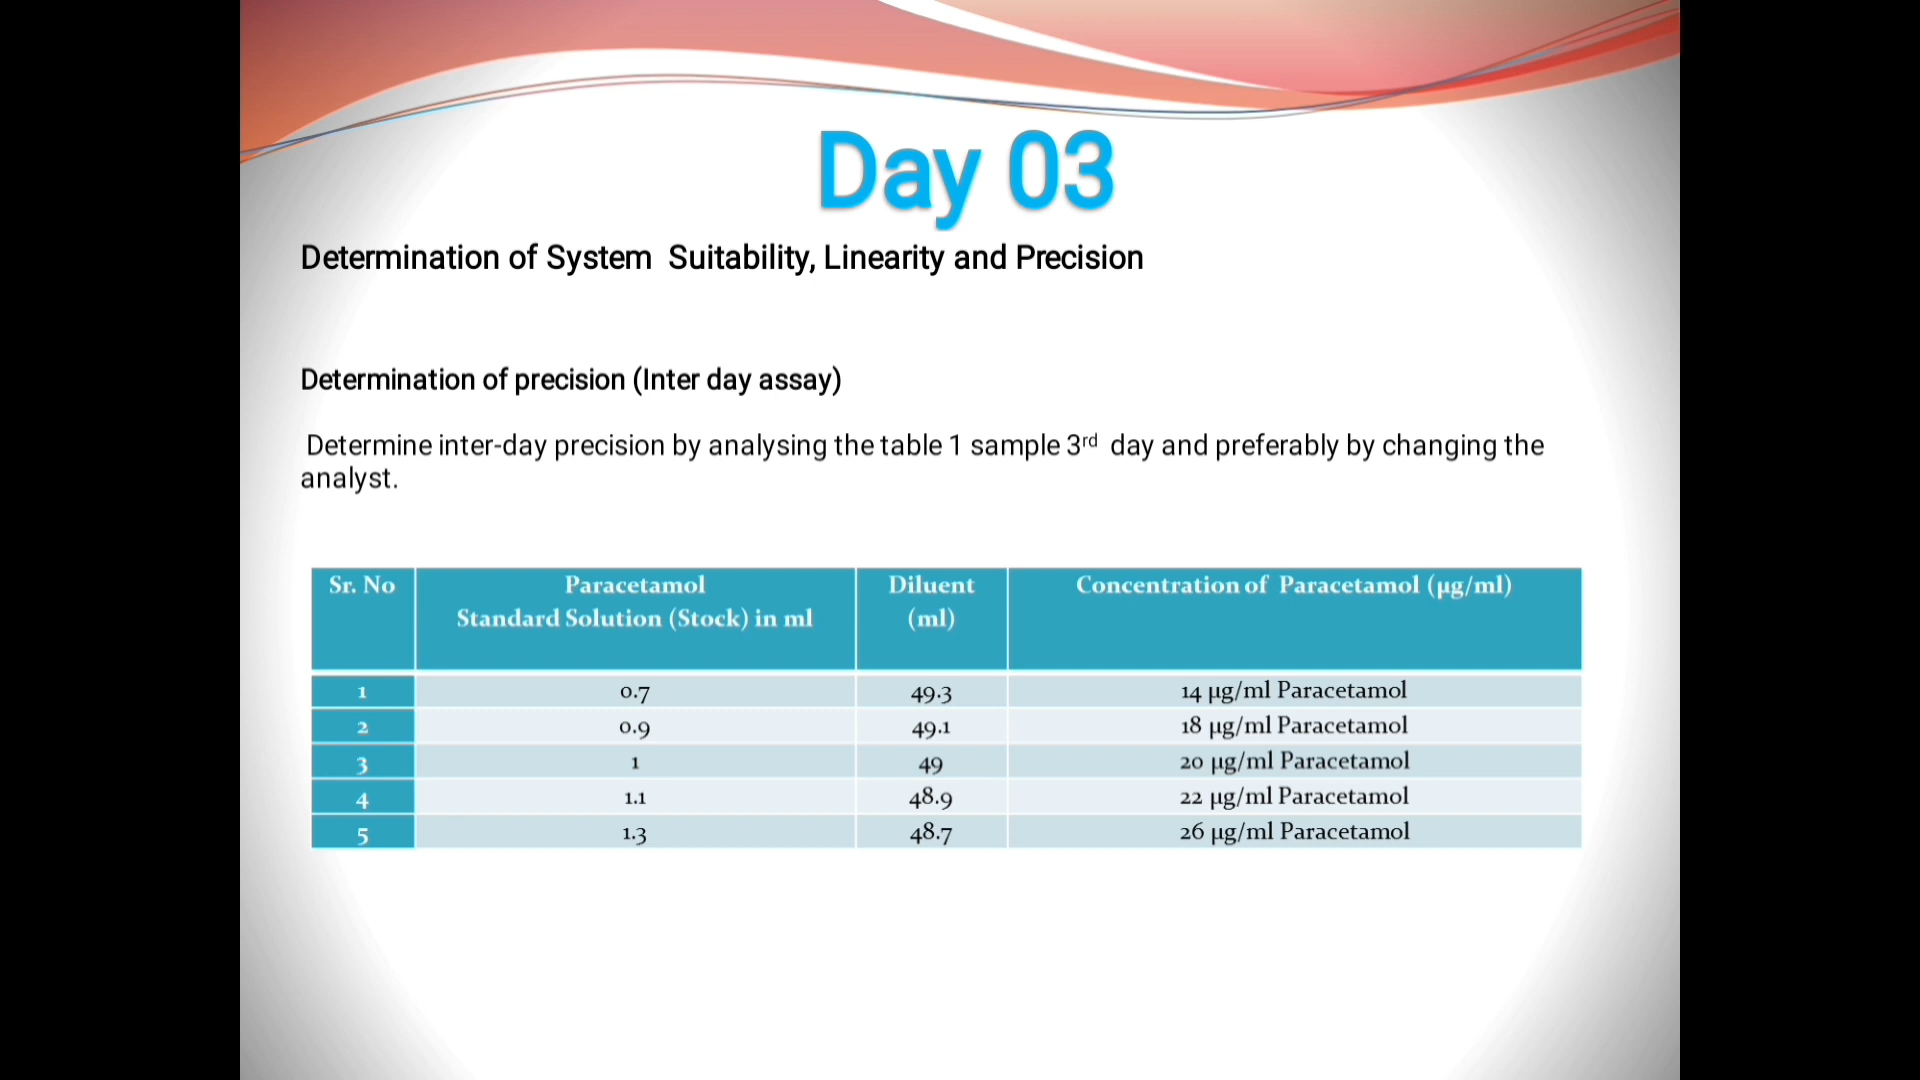 Day 03
Determination of System Suitability, Linearity and Precision
Determination of precision (Inter day assay)
Determine inter-day precision by analysing the table 1 sample 3rd day and preferably by changing the
analyst.
Sr. No Paracetamol Diluent Concentration of Paracetamol (µg/ml)
Standard Solution (Stock) in ml (ml)
1 0.7 49.3 14 µg/ml Paracetamol
2 0.9 49.1 18 µg/ml Paracetamol
3 1 49 20 µg/ml Paracetamol
4 1.1 48.9 22 µg/ml Paracetamol
5 1.3 48.7 26 µg/ml Paracetamol